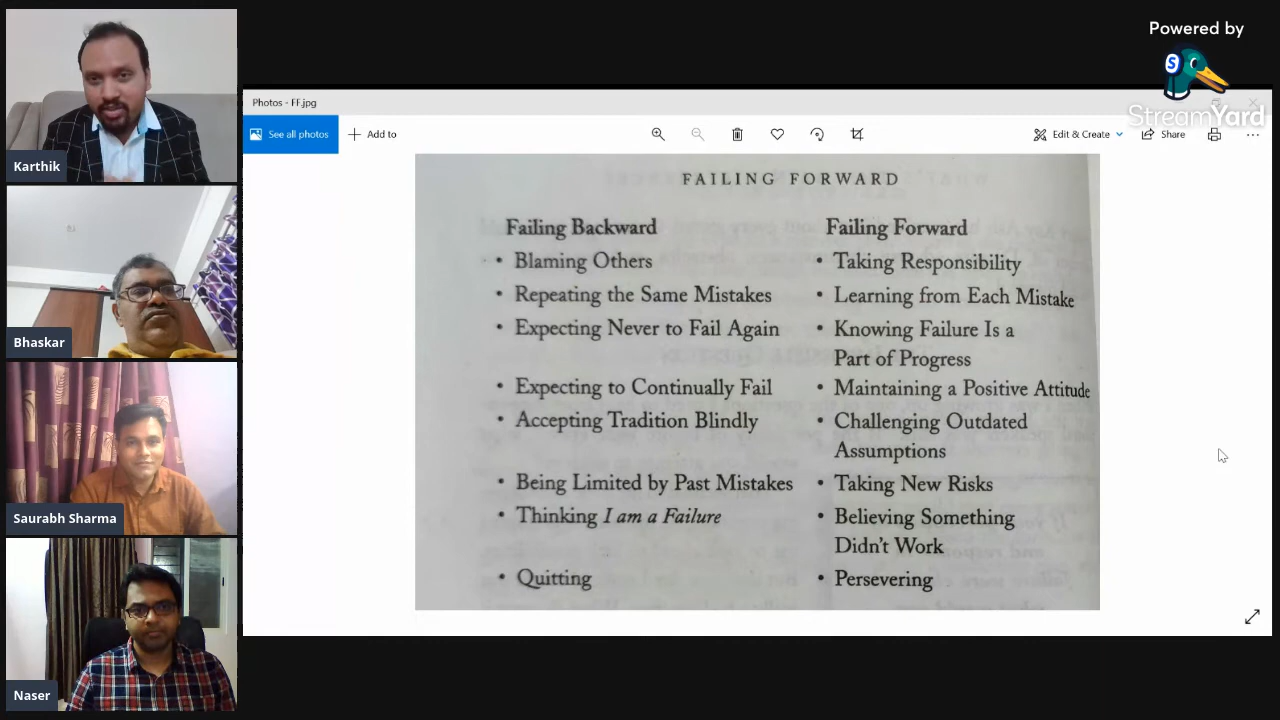 Powered by
StreamYard
Karthik
Bhaskar
Saurabh Sharma
Naser
Photos - FF.jpg
See all photos
Add to
Edit & Create
Share
FAILING FORWARD
Failing Backward
• Blaming Others
• Repeating the Same Mistakes
• Expecting Never to Fail Again
• Expecting to Continually Fail
• Accepting Tradition Blindly
• Being Limited by Past Mistakes
• Thinking I am a Failure
• Quitting
Failing Forward
• Taking Responsibility
• Learning from Each Mistake
• Knowing Failure Is a
Part of Progress
• Maintaining a Positive Attitude
• Challenging Outdated
Assumptions
• Taking New Risks
• Believing Something
Didn't Work
• Persevering